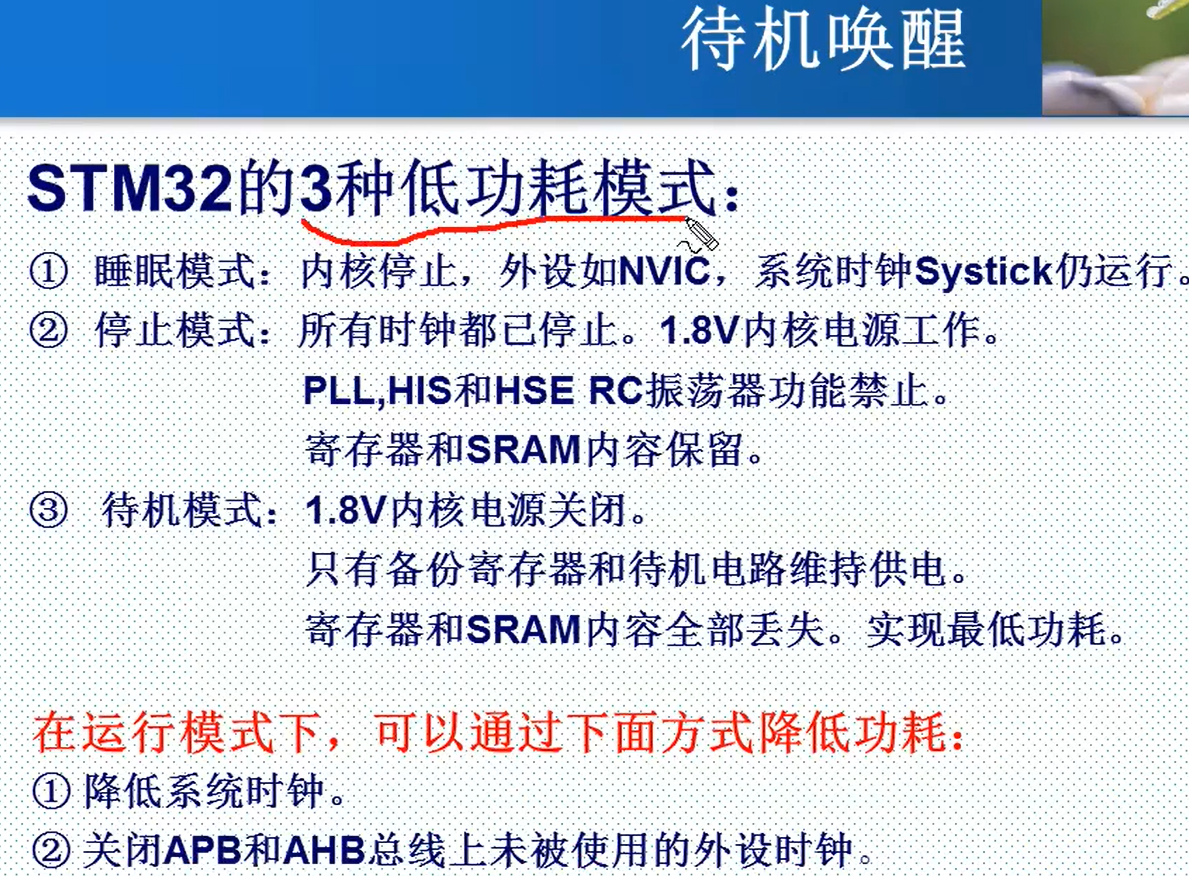 待机唤醒
STM32的3种低功耗模式：
① 睡眠模式：内核停止，外设如NVIC，系统时钟Systick仍运行。
② 停止模式：所有时钟都已停止。1.8V内核电源工作。
PLL,HIS和HSE RC振荡器功能禁止。
寄存器和SRAM内容保留。
③ 待机模式：1.8V内核电源关闭。
只有备份寄存器和待机电路维持供电。
寄存器和SRAM内容全部丢失。实现最低功耗。
在运行模式下，可以通过下面方式降低功耗：
① 降低系统时钟。
② 关闭APB和AHB总线上未被使用的外设时钟。